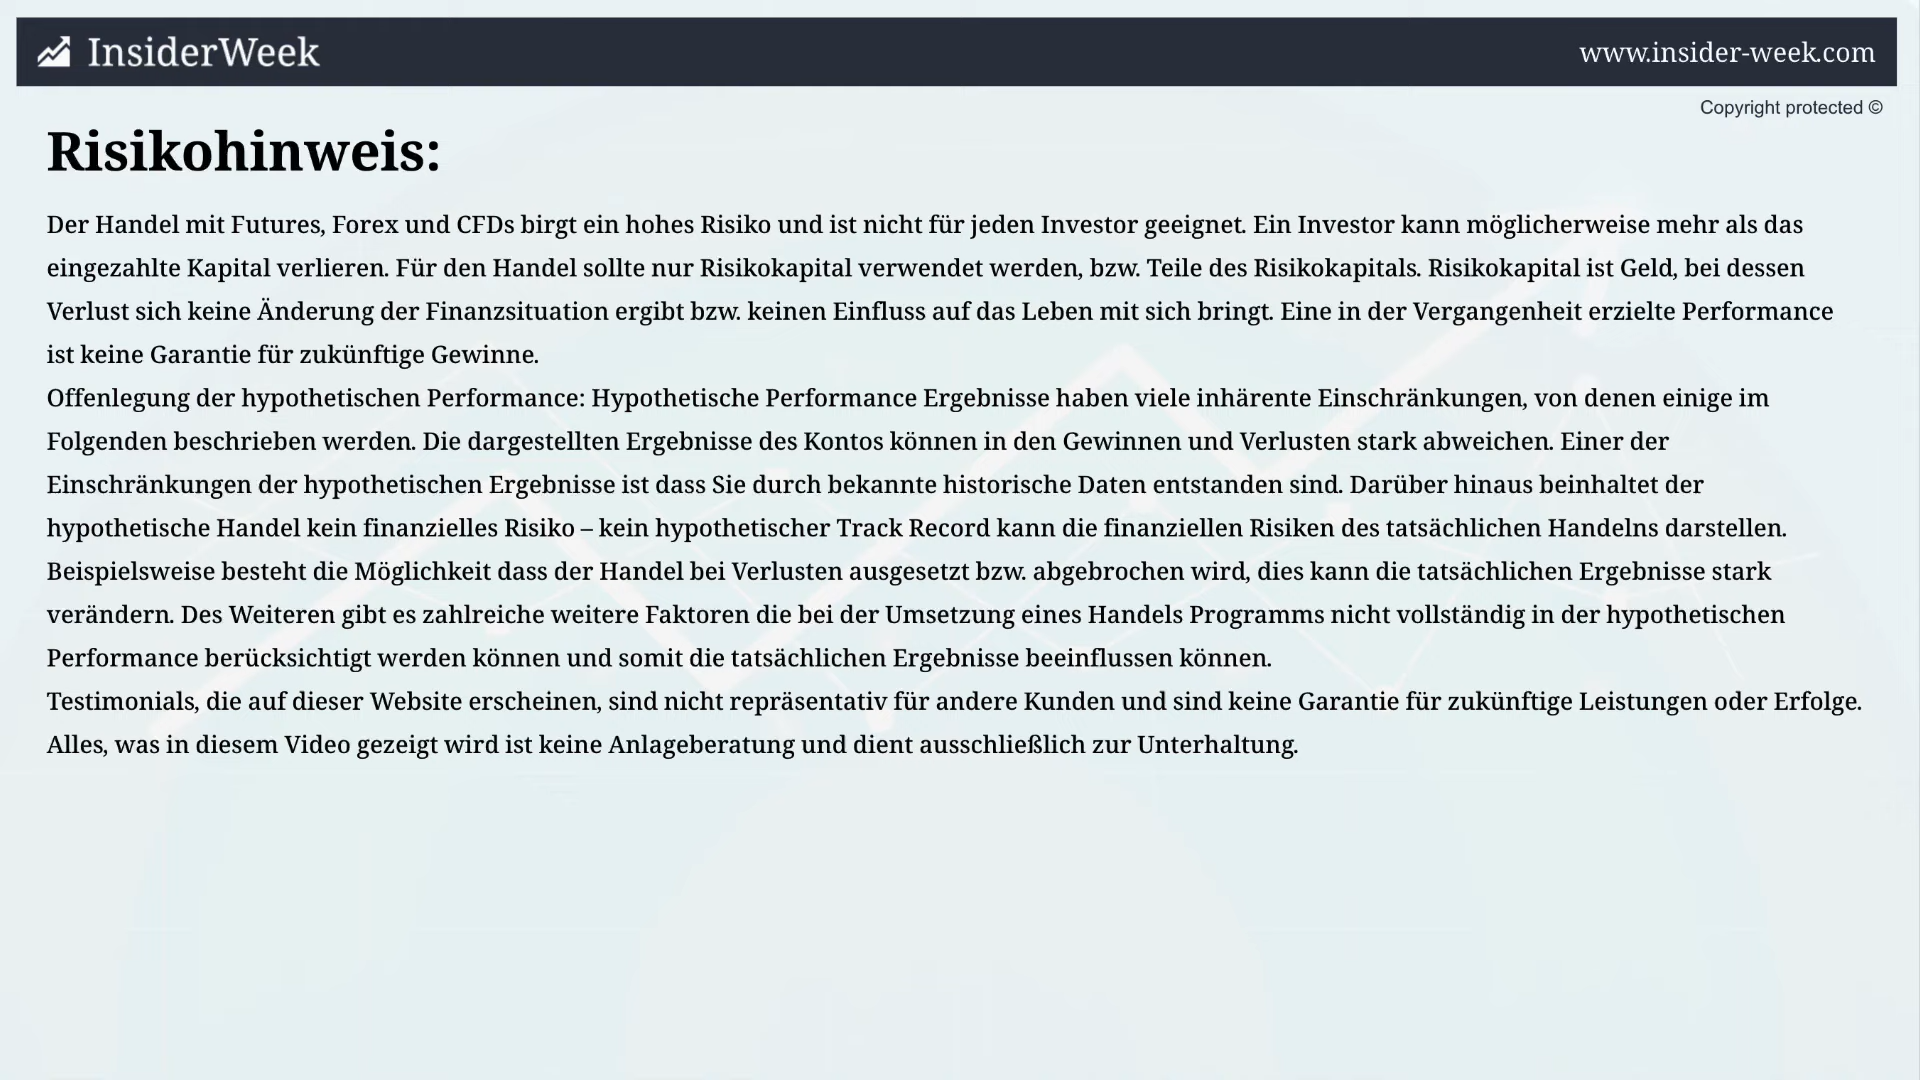 InsiderWeek
www.insider-week.com
Copyright protected ©
Risikohinweis:
Der Handel mit Futures, Forex und CFDs birgt ein hohes Risiko und ist nicht für jeden Investor geeignet. Ein Investor kann möglicherweise mehr als das
eingezahlte Kapital verlieren. Für den Handel sollte nur Risikokapital verwendet werden, bzw. Teile des Risikokapitals. Risikokapital ist Geld, bei dessen
Verlust sich keine Änderung der Finanzsituation ergibt bzw. keinen Einfluss auf das Leben mit sich bringt. Eine in der Vergangenheit erzielte Performance
ist keine Garantie für zukünftige Gewinne.
Offenlegung der hypothetischen Performance: Hypothetische Performance Ergebnisse haben viele inhärente Einschränkungen, von denen einige im
Folgenden beschrieben werden. Die dargestellten Ergebnisse des Kontos können in den Gewinnen und Verlusten stark abweichen. Einer der
Einschränkungen der hypothetischen Ergebnisse ist dass Sie durch bekannte historische Daten entstanden sind. Darüber hinaus beinhaltet der
hypothetische Handel kein finanzielles Risiko – kein hypothetischer Track Record kann die finanziellen Risiken des tatsächlichen Handelns darstellen.
Beispielsweise besteht die Möglichkeit dass der Handel bei Verlusten ausgesetzt bzw. abgebrochen wird, dies kann die tatsächlichen Ergebnisse stark
verändern. Des Weiteren gibt es zahlreiche weitere Faktoren die bei der Umsetzung eines Handels Programms nicht vollständig in der hypothetischen
Performance berücksichtigt werden können und somit die tatsächlichen Ergebnisse beeinflussen können.
Testimonials, die auf dieser Website erscheinen, sind nicht repräsentativ für andere Kunden und sind keine Garantie für zukünftige Leistungen oder Erfolge.
Alles, was in diesem Video gezeigt wird ist keine Anlageberatung und dient ausschließlich zur Unterhaltung.